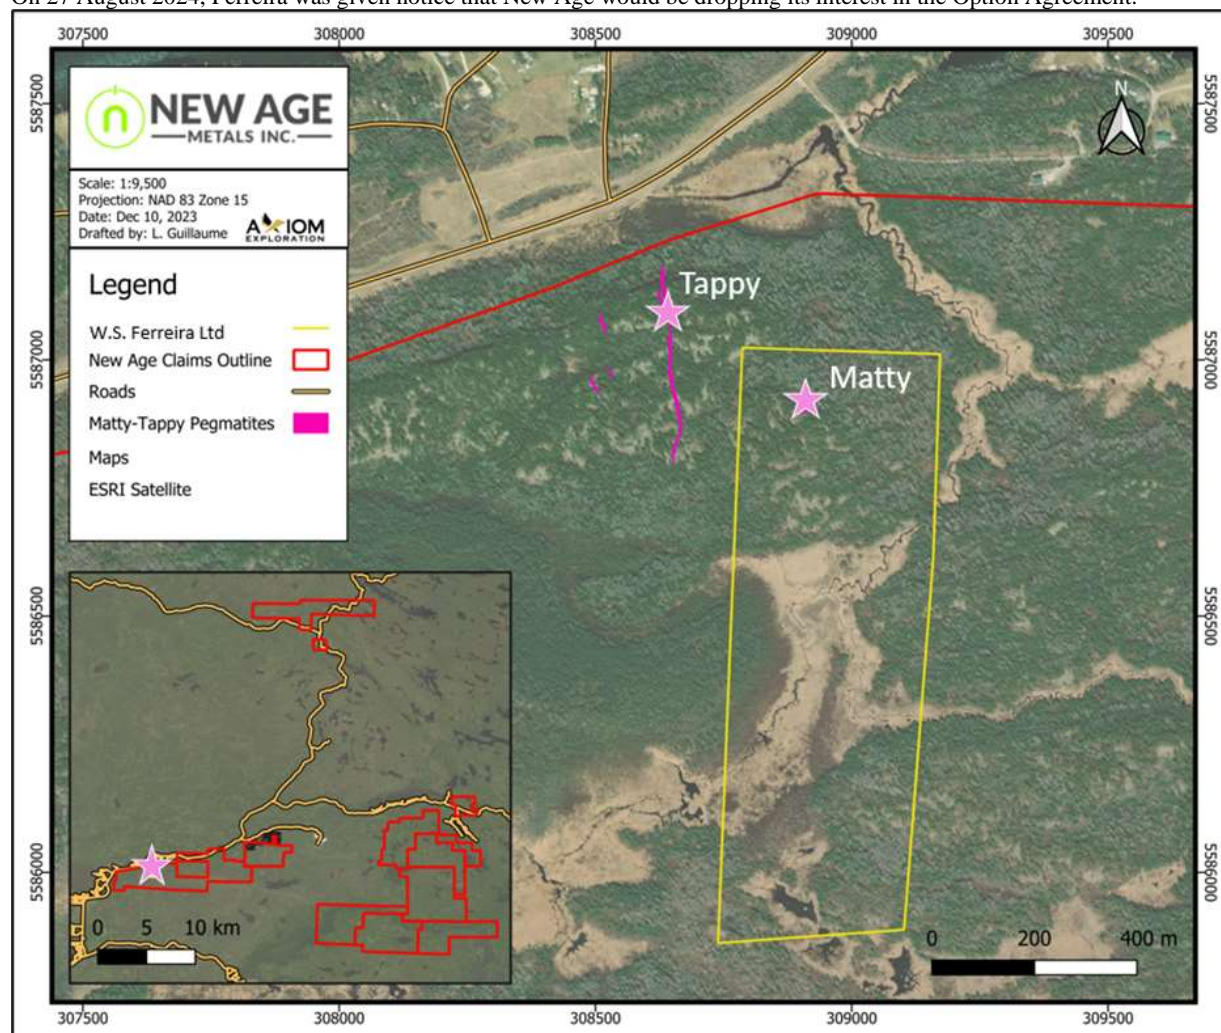 On 27 August 2024, Ferreira was given notice that New Age would be dropping its interest in the Option Agreement.
307500 308000 308500 309000 309500
5587500
5587500
NEW AGE
METALS INC.
N
Scale: 1:9,500
Projection: NAD 83 Zone 15
Date: Dec 10, 2023
Drafted by: L. Guillaume
AXIOM
EXPLORATION
Legend
W.S. Ferreira Ltd
New Age Claims Outline
Roads
Matty-Tappy Pegmatites
Maps
ESRI Satellite
Tappy
Matty
5587000
5587000
5586500
5586500
5586000
5586000
0 5 10 km
0 200 400 m
307500 308000 308500 309000 309500